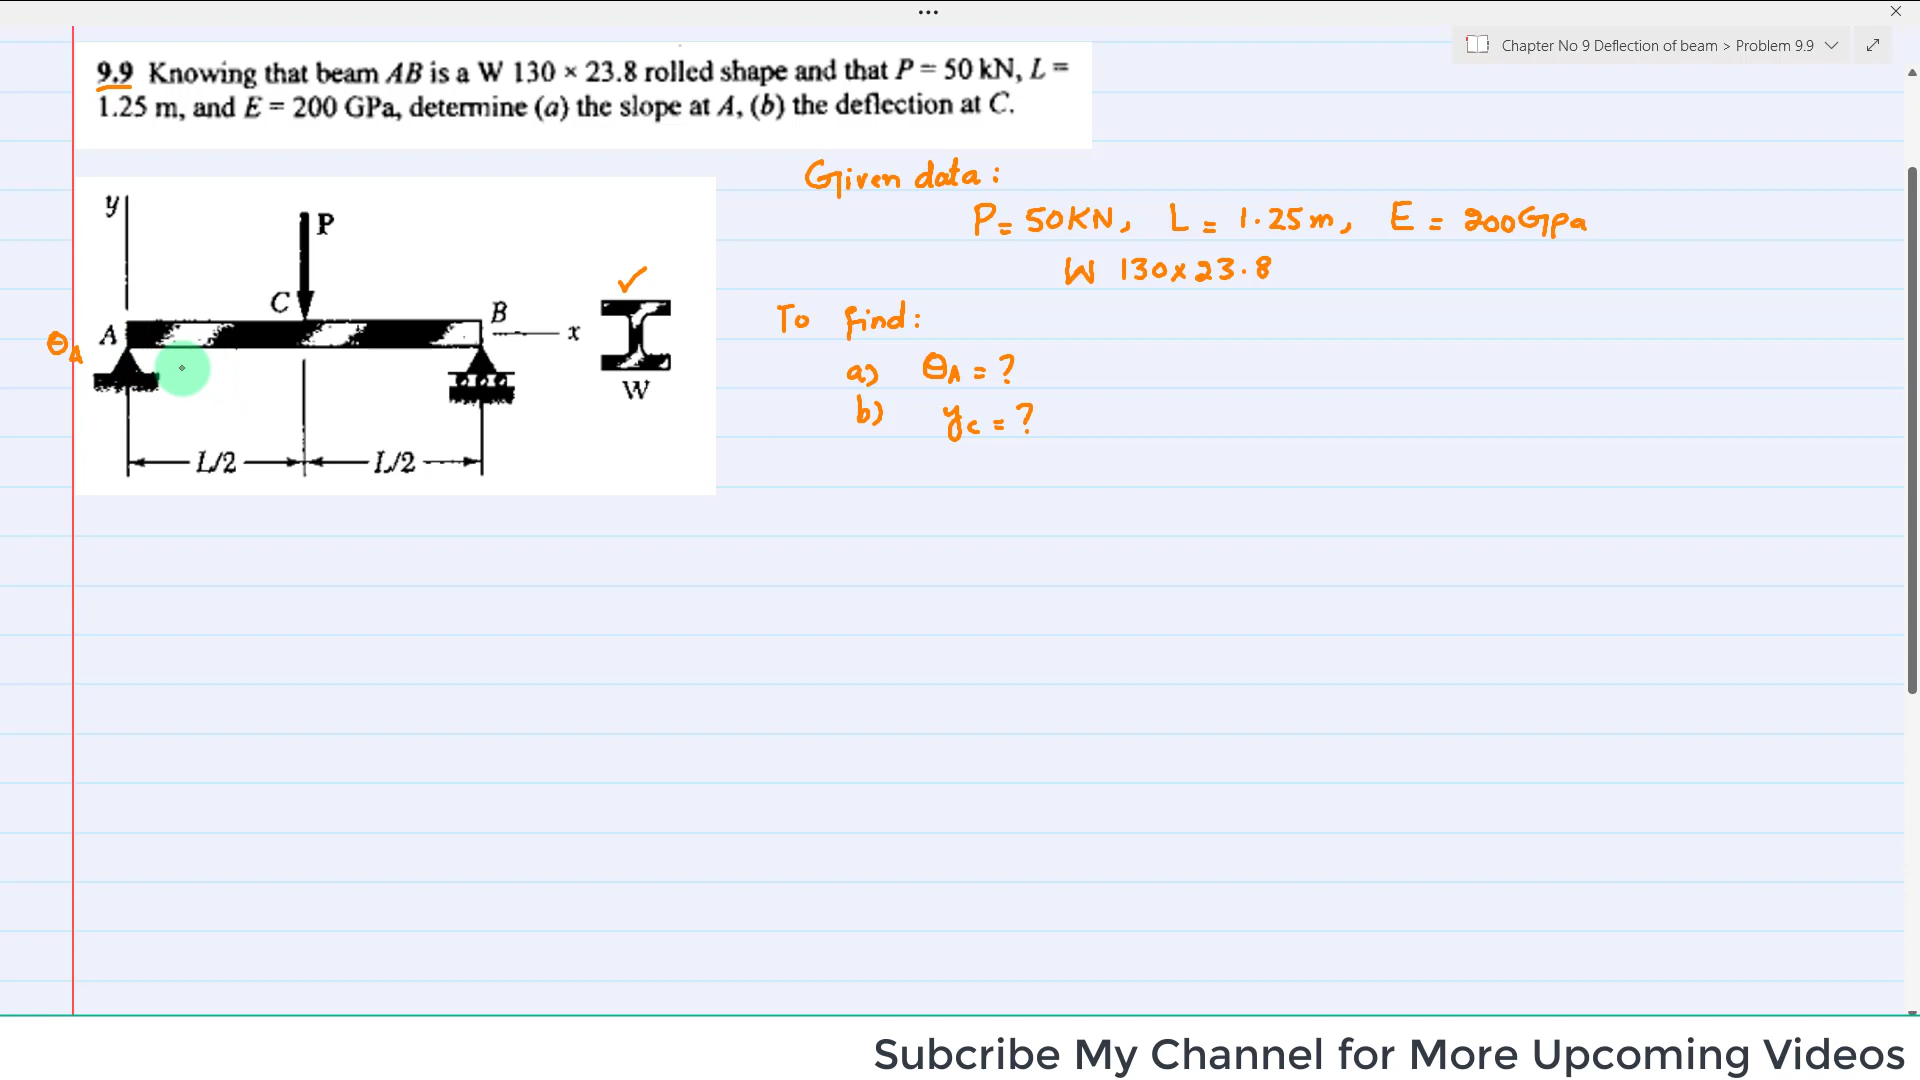 ...
Chapter No 9 Deflection of beam > Problem 9.9
9.9 Knowing that beam AB is a W 130 × 23.8 rolled shape and that P = 50 kN, L =
1.25 m, and E = 200 GPa, determine (a) the slope at A, (b) the deflection at C.
Given data :
P = 50KN, L = 1.25m, E = 200Gpa
W 130x23.8
To find :
a) θA = ?
b) yc = ?
y
P
C
B
A
x
θA
W
L/2
L/2
Subcribe My Channel for More Upcoming Videos